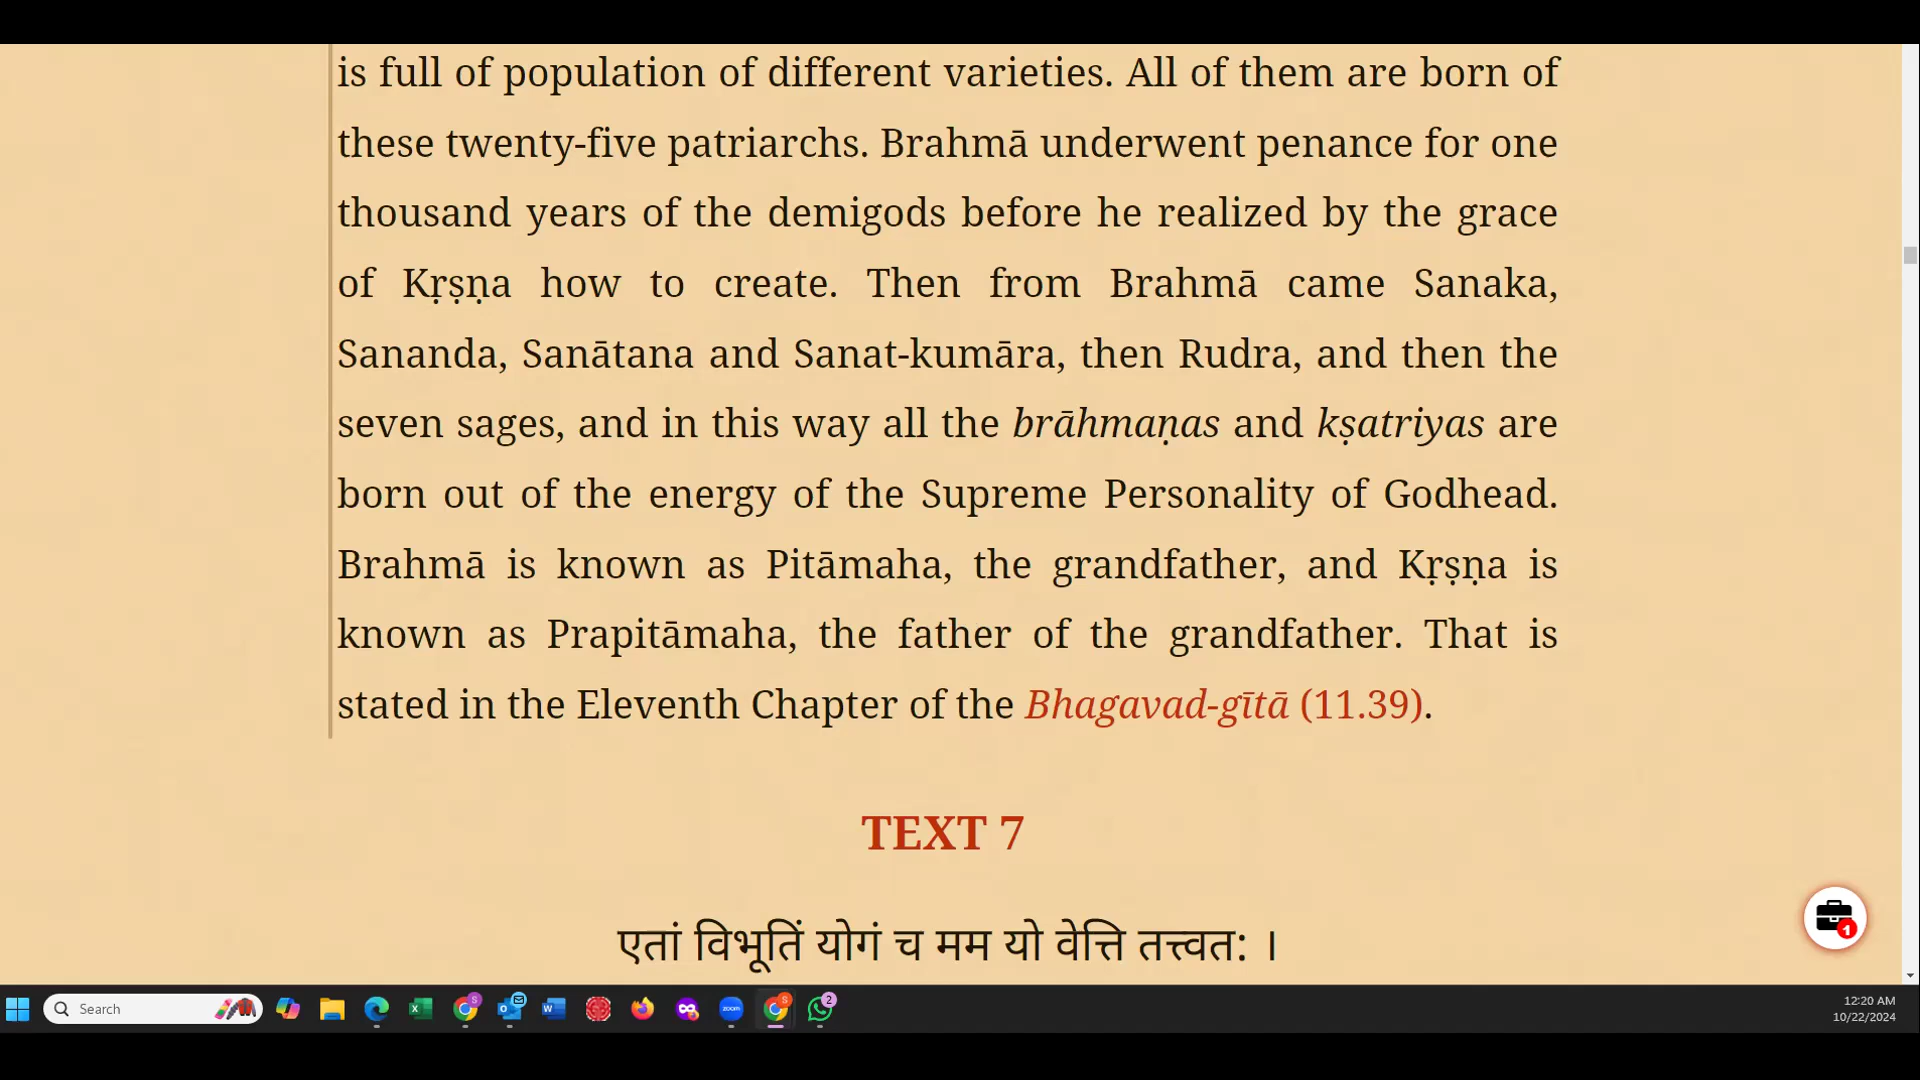 is full of population of different varieties. All of them are born of
these twenty-five patriarchs. Brahmā underwent penance for one
thousand years of the demigods before he realized by the grace
of Kṛṣṇa how to create. Then from Brahmā came Sanaka,
Sananda, Sanātana and Sanat-kumāra, then Rudra, and then the
seven sages, and in this way all the brāhmaṇas and kṣatriyas are
born out of the energy of the Supreme Personality of Godhead.
Brahmā is known as Pitāmaha, the grandfather, and Kṛṣṇa is
known as Prapitāmaha, the father of the grandfather. That is
stated in the Eleventh Chapter of the Bhagavad-gītā (11.39).
TEXT 7
1
एतां विभूतिं योगं च मम यो वेत्ति तत्त्वत: ।
Search
S
zoom
S
2
12:20 AM
10/22/2024